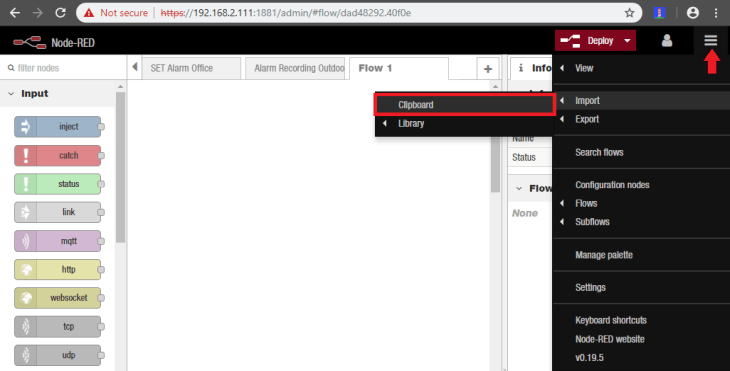 Not secure | https://192.168.2.111:1881/admin/#flow/dad48292.40f0e
Node-RED
Deploy
filter nodes
SET Alarm Office
Alarm Recording Outdoo
Flow 1
+
i Info
View
Input
Clipboard
Import
Library
Export
inject
Name
catch
Status
Search flows
status
Flow
Configuration nodes
link
None
Flows
Subflows
mqtt
Manage palette
http
Settings
websocket
Keyboard shortcuts
tcp
Node-RED website
udp
v0.19.5